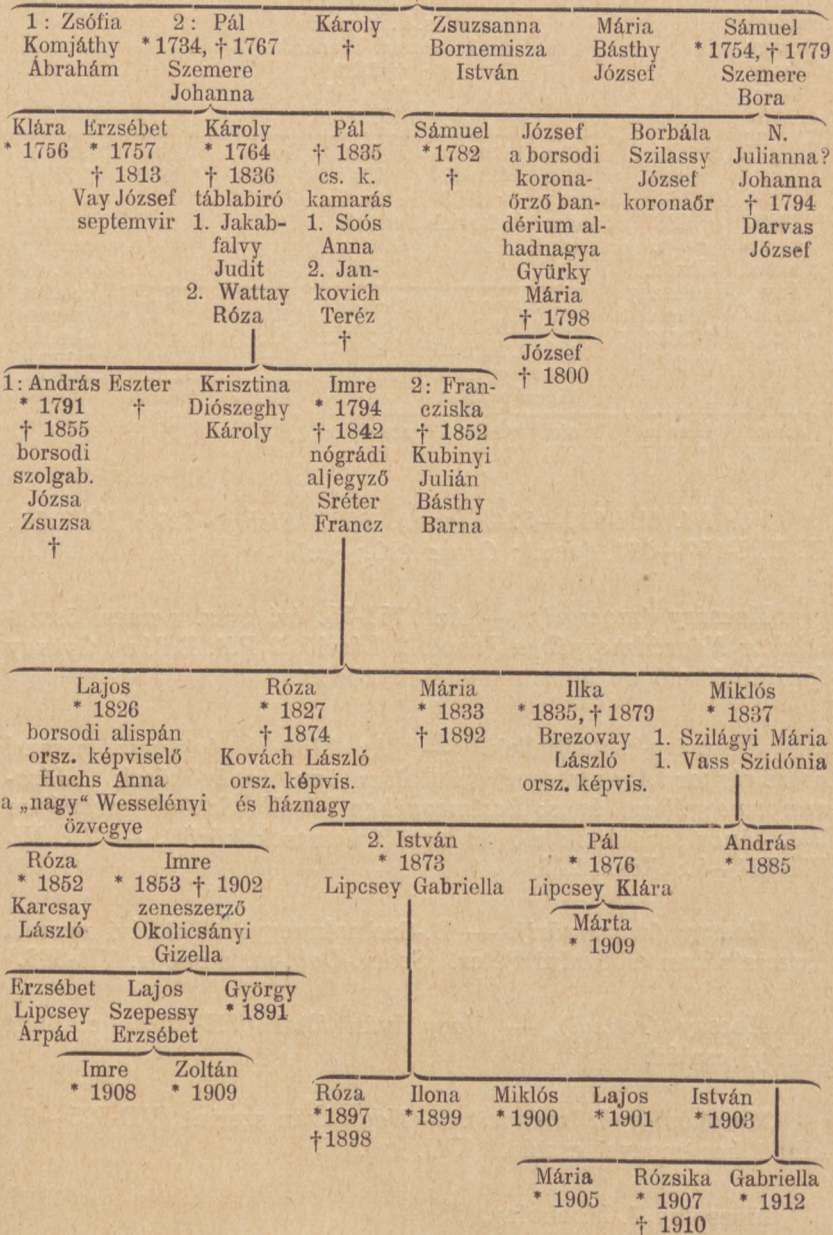 1 : Zsófia
Komjáthy
Ábrahám
2 : Pál
* 1734, † 1767
Szemere
Johanna
Károly
†
Zsuzsanna
Bornemisza
István
Mária
Básthy
József
Sámuel
* 1754, † 1779
Szemere
Bora
Klára
* 1756
Erzsébet
* 1757
† 1813
Vay József
septemvir
Károly
* 1764
† 1836
táblabiró
1. Jakab-
falvy
Judit
2. Wattay
Róza
Pál
† 1835
cs. k.
kamarás
1. Soós
Anna
2. Jan-
kovich
Teréz
†
Sámuel
*1782
†
József
a borsodi
korona-
őrző ban-
dérium al-
hadnagya
Gyürky
Mária
† 1798
Borbála
Szilassy
József
koronaőr
N.
Julianna?
Johanna
† 1794
Darvas
József
József
† 1800
1: András
* 1791
† 1855
borsodi
szolgab.
Józsa
Zsuzsa
†
Eszter
†
Krisztina
Diószeghy
Károly
Imre
* 1794
† 1842
nógrádi
aljegyző
Sréter
Francz
2: Fran-
cziska
† 1852
Kubinyi
Julián
Básthy
Barna
Lajos
* 1826
borsodi alispán
orsz. képviselő
Huchs Anna
a „nagy“ Wesselényi
özvegye
Róza
* 1827
† 1874
Kovách László
orsz. képvis.
és háznagy
Mária
* 1833
† 1892
Ilka
*1835, † 1879
Brezovay
László
orsz. képvis.
Miklós
* 1837
1. Szilágyi Mária
1. Vass Szidónia
Róza
* 1852
Karcsay
László
Imre
* 1853 † 1902
zeneszerző
Okolicsányi
Gizella
2. István
* 1873
Lipcsey Gabriella
Pál
* 1876
Lipcsey Klára
András
* 1885
Márta
* 1909
Erzsébet
Lipcsey
Árpád
Lajos
Szepessy
Erzsébet
György
* 1891
Imre
* 1908
Zoltán
* 1909
Róza
*1897
†1898
Ilona
*1899
Miklós
*1900
Lajos
*1901
István
*1903
Mária
* 1905
Rózsika
* 1907
† 1910
Gabriella
* 1912